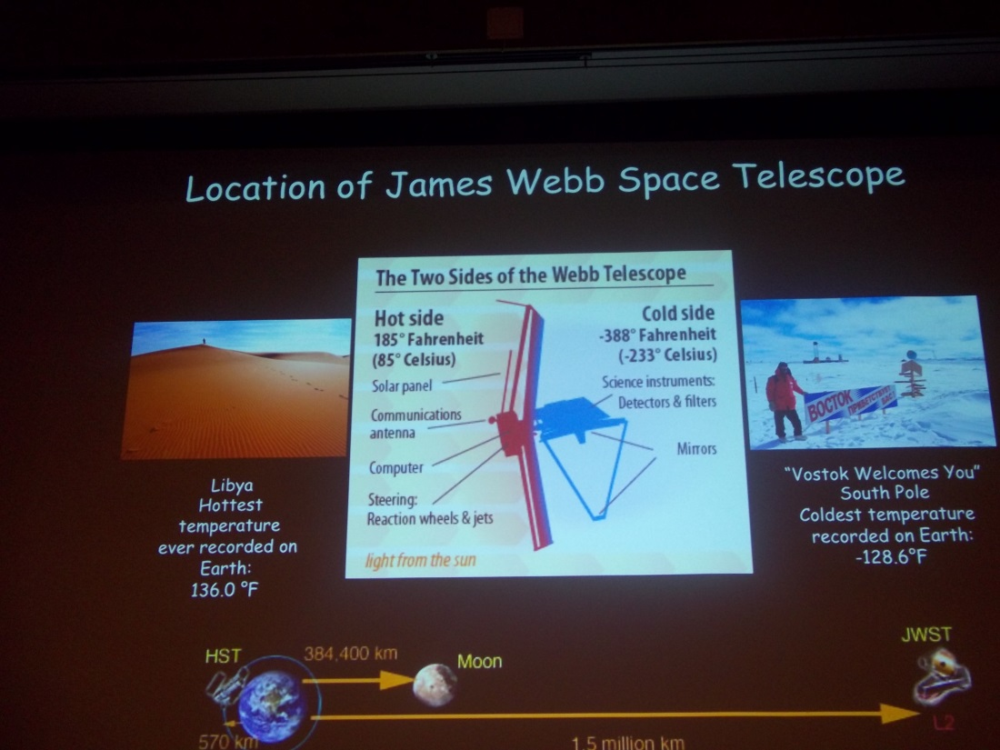 Location of James Webb Space Telescope
The Two Sides of the Webb Telescope
Hot side
185° Fahrenheit
(85° Celsius)
Solar panel
Communications
antenna
Computer
Steering:
Reaction wheels & jets
light from the sun
Cold side
-388° Fahrenheit
(-233° Celsius)
Science instruments:
Detectors & filters
Mirrors
Libya
Hottest
temperature
ever recorded on
Earth:
136.0 °F
ВОСТОК
ПРИВЕТСТВУЕТ
ВАС!
"Vostok Welcomes You"
South Pole
Coldest temperature
recorded on Earth:
-128.6°F
HST
384,400 km
Moon
JWST
L2
570 km
1.5 million km